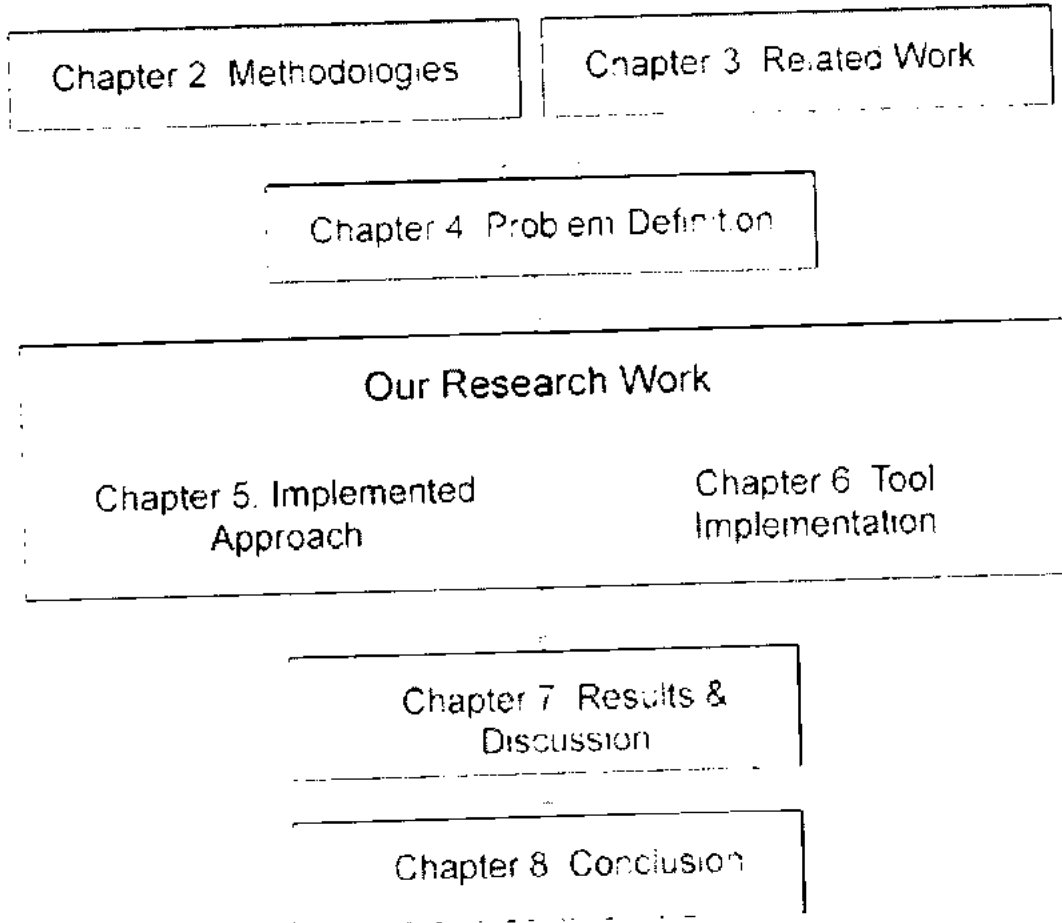 Chapter 2 Methodologies
Chapter 3 Related Work
Chapter 4 Problem Definition
Our Research Work
Chapter 5. Implemented
Approach
Chapter 6 Tool
Implementation
Chapter 7 Results &
Discussion
Chapter 8 Conclusion